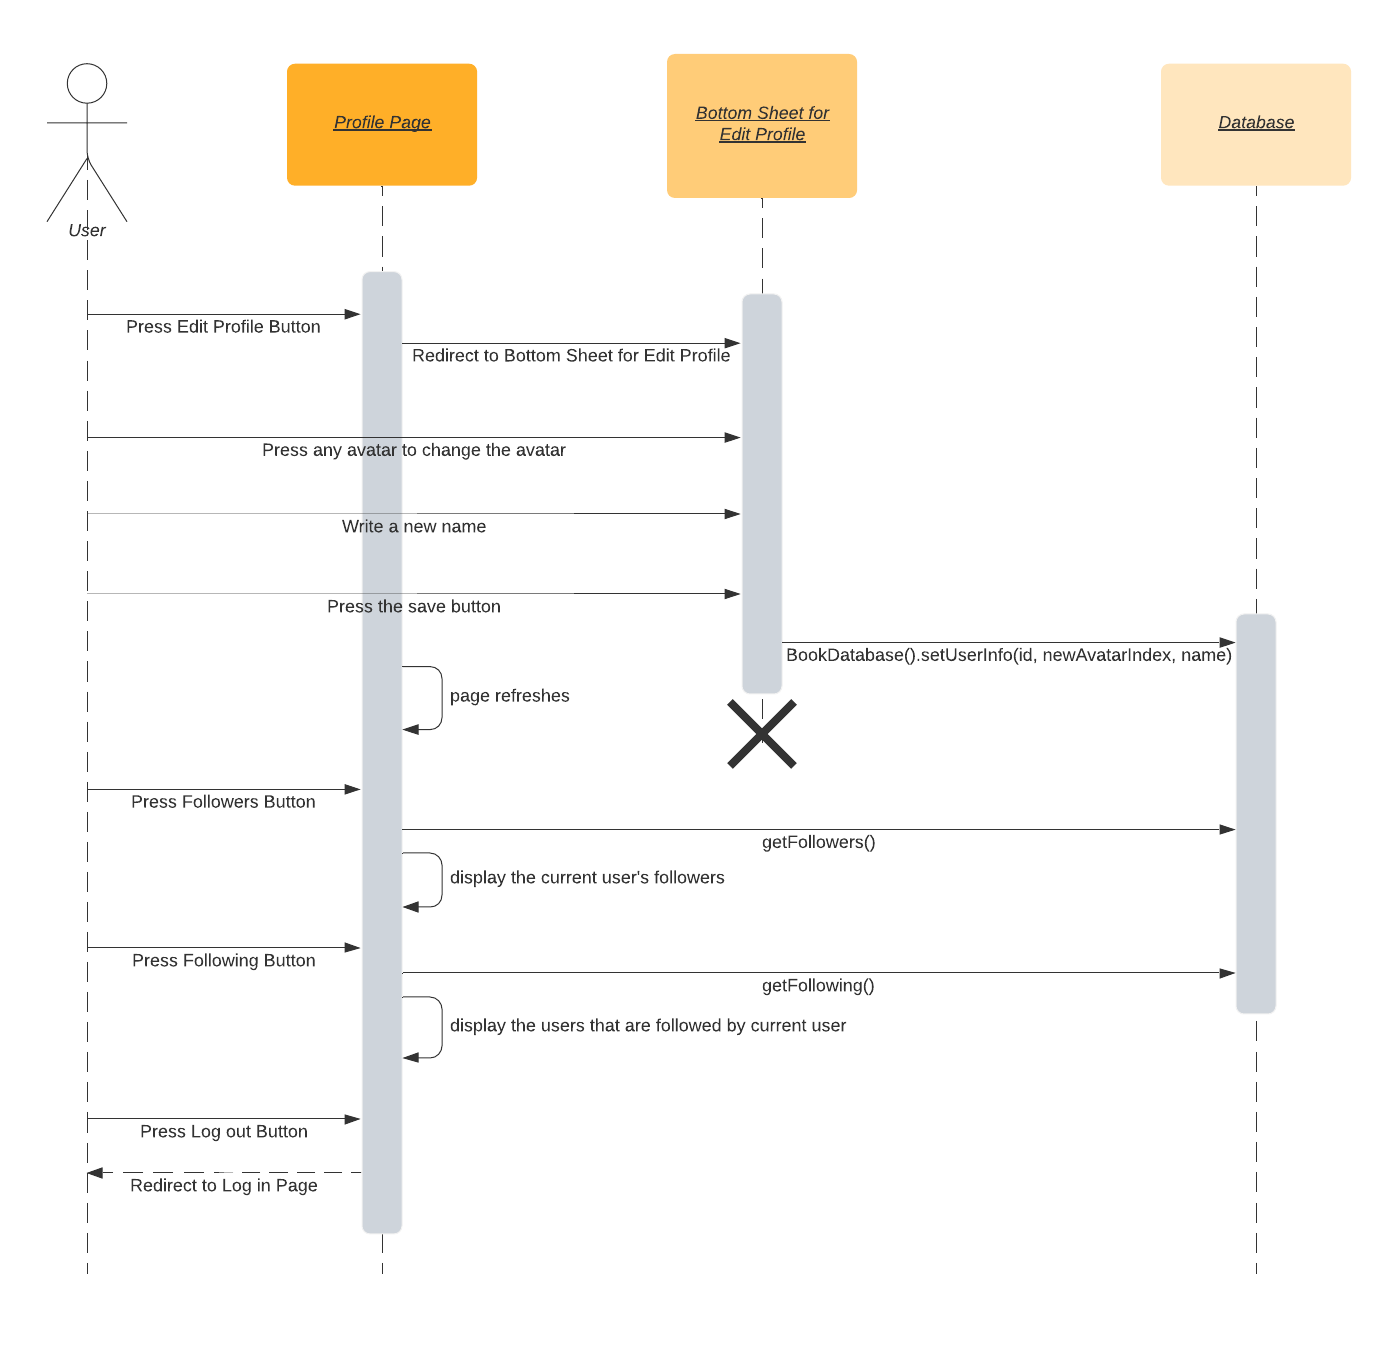 Profile Page
Bottom Sheet for
Edit Profile
Database
User
Press Edit Profile Button
Redirect to Bottom Sheet for Edit Profile
Press any avatar to change the avatar
Write a new name
Press the save button
BookDatabase().setUserInfo(id, newAvatarIndex, name)
page refreshes
Press Followers Button
getFollowers()
display the current user's followers
Press Following Button
getFollowing()
display the users that are followed by current user
Press Log out Button
Redirect to Log in Page